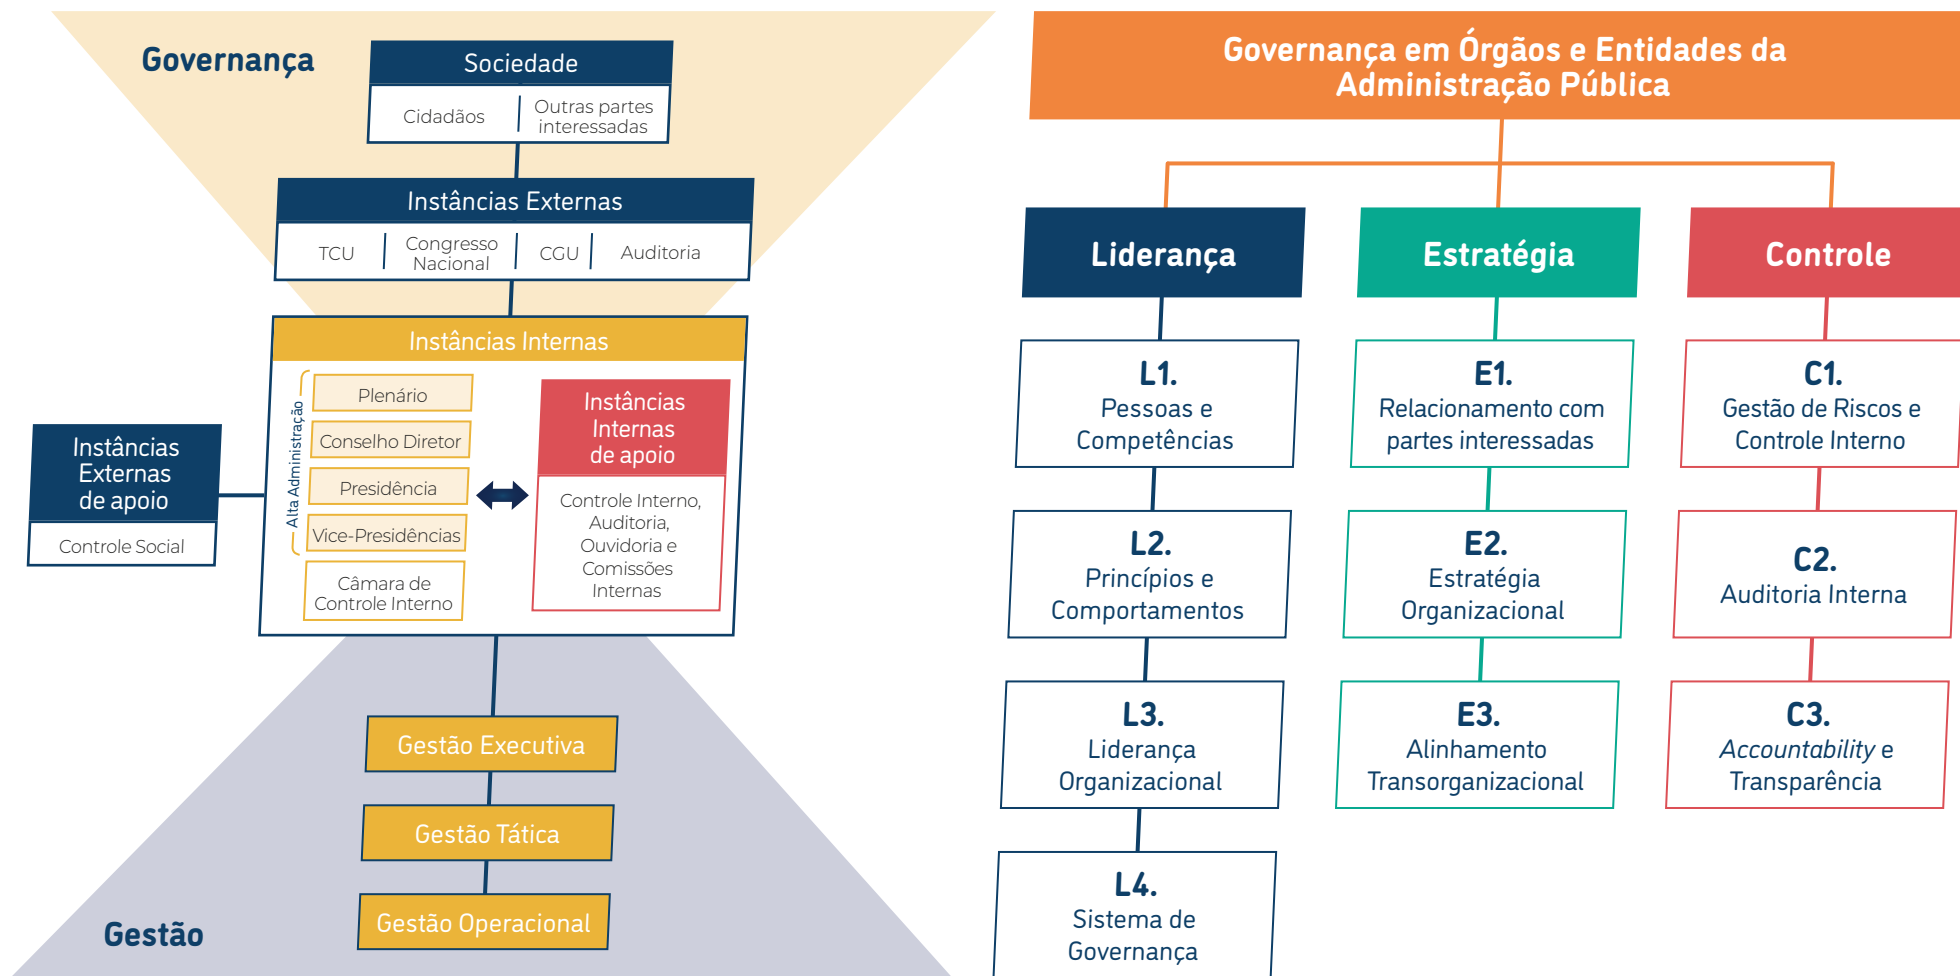 Governança
Sociedade
Cidadãos
Outras partes
interessadas
Instâncias Externas
TCU
Congresso
Nacional
CGU
Auditoria
Instâncias Internas
Alta Administração
Plenário
Conselho Diretor
Presidência
Vice-Presidências
Câmara de
Controle Interno
Instâncias
Internas
de apoio
Controle Interno,
Auditoria,
Ouvidoria e
Comissões
Internas
Instâncias
Externas
de apoio
Controle Social
Gestão Executiva
Gestão Tática
Gestão Operacional
Gestão
Governança em Órgãos e Entidades da
Administração Pública
Liderança
L1.
Pessoas e
Competências
L2.
Princípios e
Comportamentos
L3.
Liderança
Organizacional
L4.
Sistema de
Governança
Estratégia
E1.
Relacionamento com
partes interessadas
E2.
Estratégia
Organizacional
E3.
Alinhamento
Transorganizacional
Controle
C1.
Gestão de Riscos e
Controle Interno
C2.
Auditoria Interna
C3.
Accountability e
Transparência